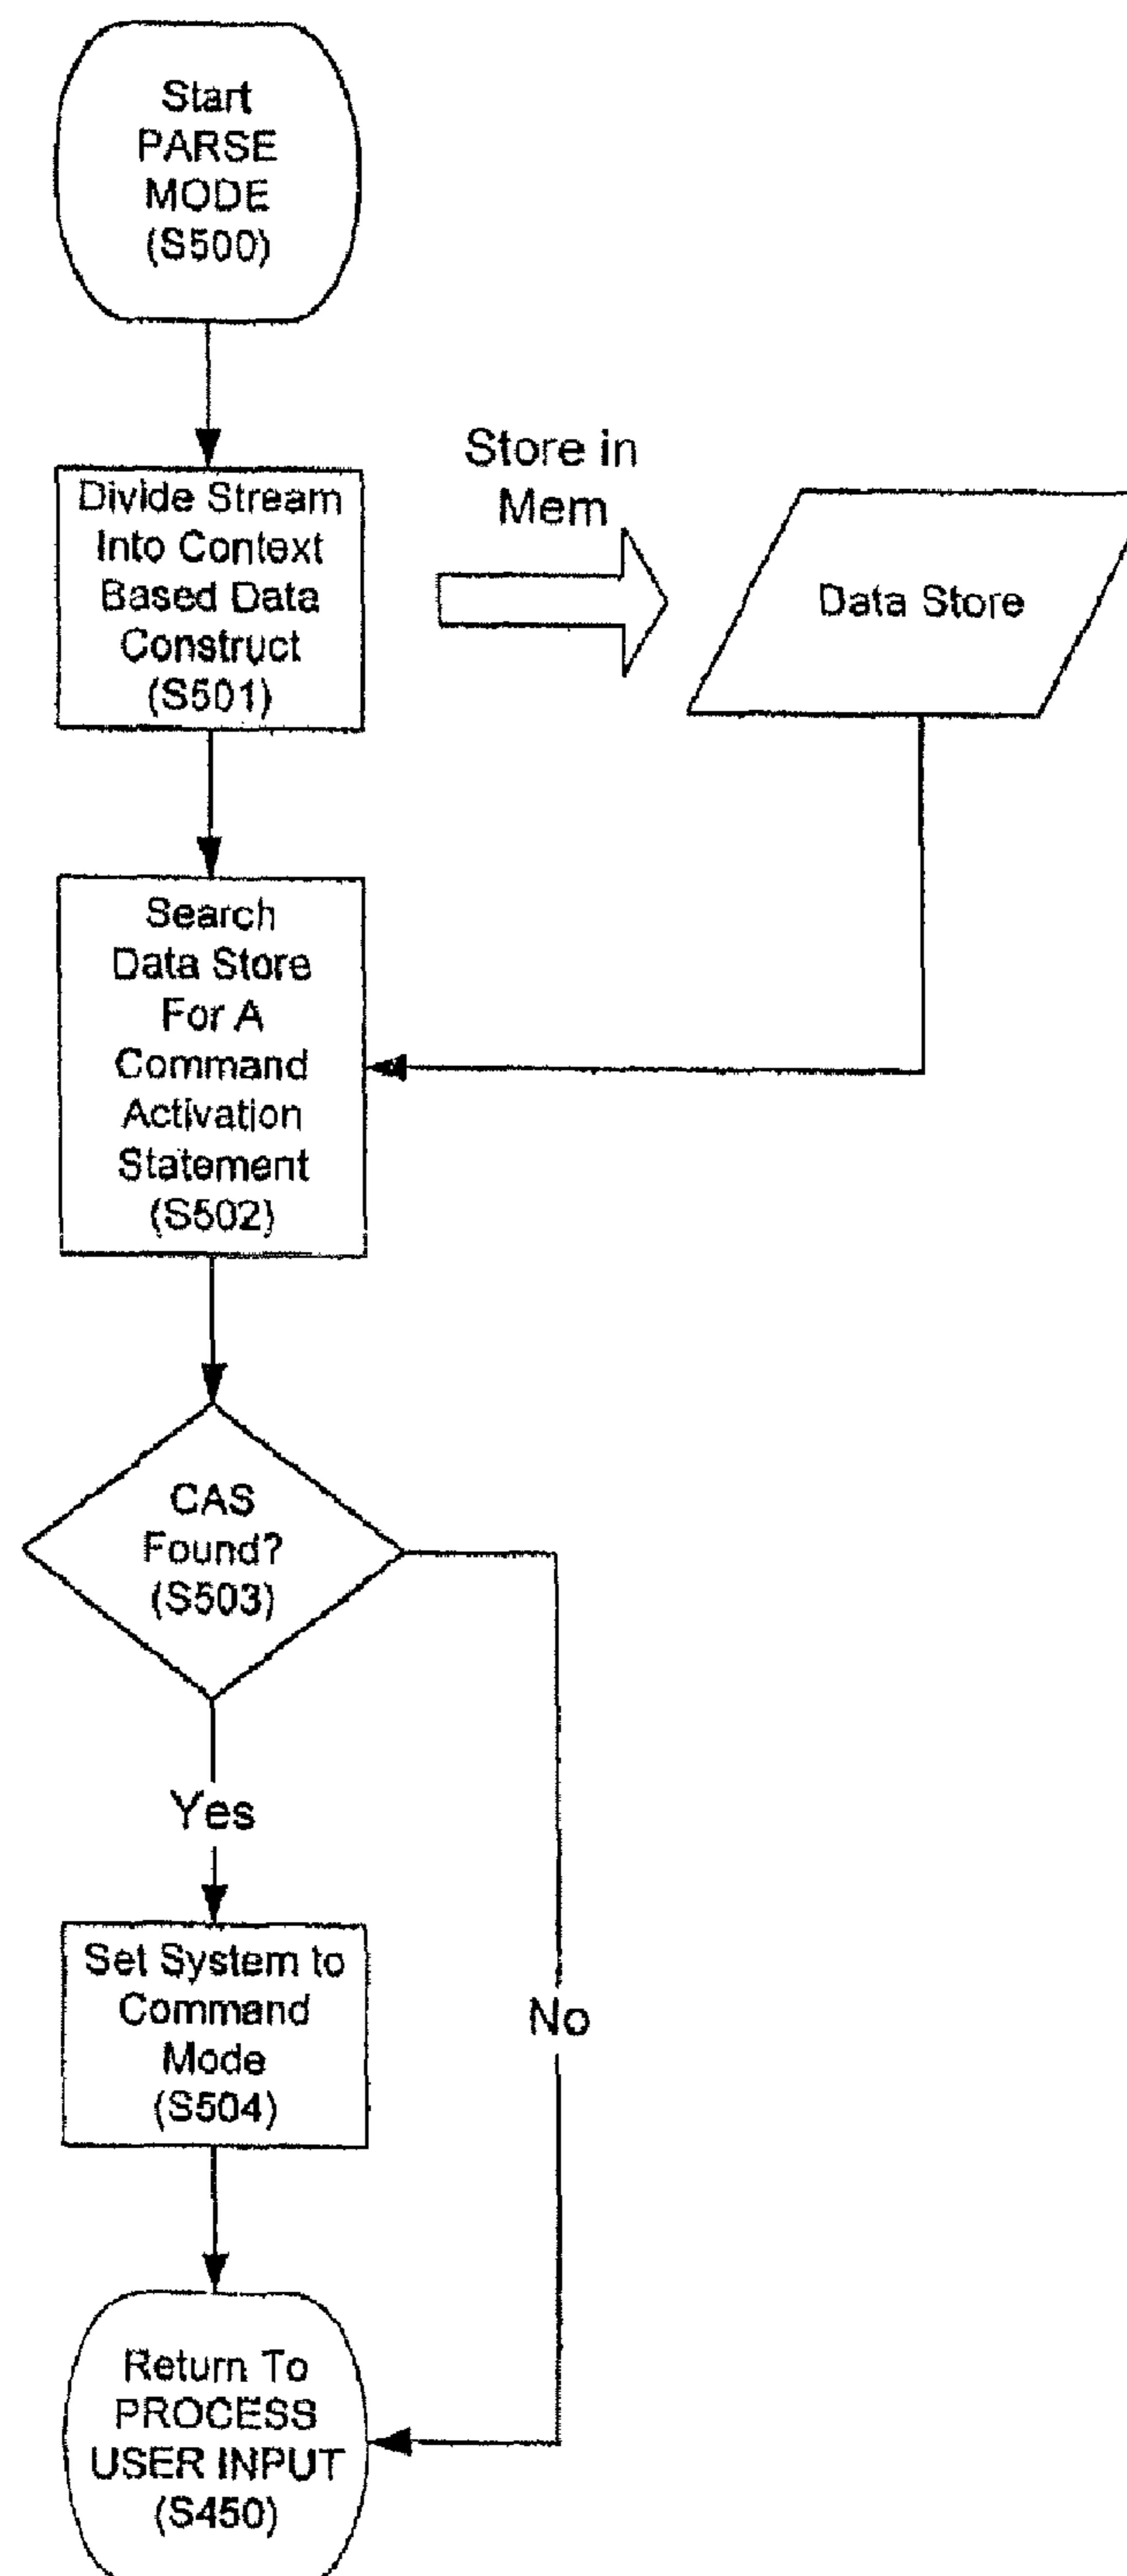 Start
PARSE
MODE
(S500)
Divide Stream
Into Context
Based Data
Construct
(S501)
Store in
Mem
Data Store
Search
Data Store
For A
Command
Activation
Statement
(S502)
CAS
Found?
(S503)
Yes
No
Set System to
Command
Mode
(S504)
Return To
PROCESS
USER INPUT
(S450)